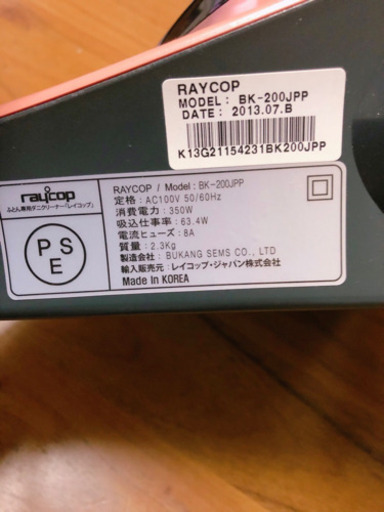 RAYCOP
MODEL: BK-200JPP
DATE: 2013.07.B
K13G21154231BK200JPP
raycop
ふとん専用ダニクリーナー「レイコップ」
PSE
RAYCOP / Model: BK-200JPP
定格：AC100V 50/60Hz
消費電力：350W
吸込仕事率：63.4W
電流ヒューズ：8A
質量：2.3Kg
製造会社：BUKANG SEMS CO., LTD
輸入販売元：レイコップ・ジャパン株式会社
Made In KOREA